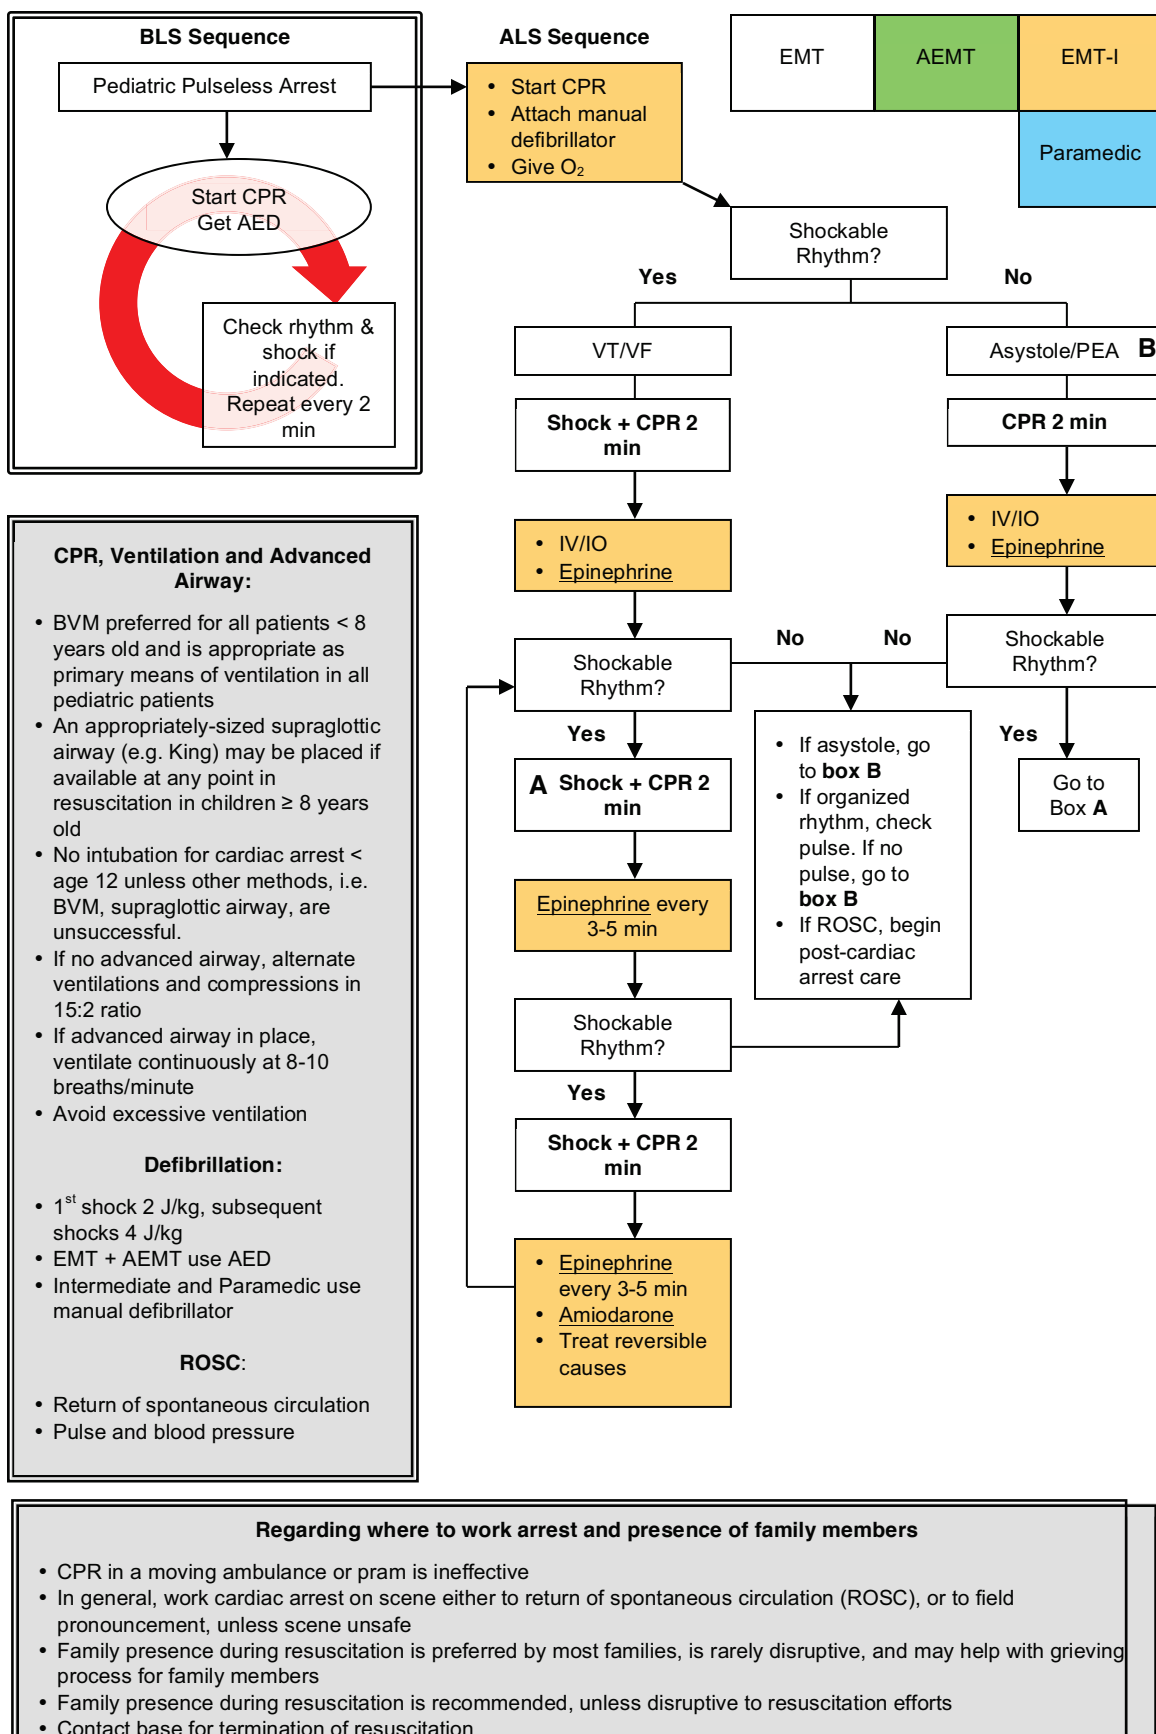 BLS Sequence
Pediatric Pulseless Arrest
Start CPR
Get AED
Check rhythm &
shock if
indicated.
Repeat every 2
min
ALS Sequence
• Start CPR
• Attach manual
defibrillator
• Give O₂
EMT
AEMT
EMT-I
Paramedic
Shockable
Rhythm?
Yes
No
VT/VF
Asystole/PEA B
Shock + CPR 2
min
CPR 2 min
• IV/IO
• Epinephrine
• IV/IO
• Epinephrine
Shockable
Rhythm?
No
No
Shockable
Rhythm?
Yes
Yes
A Shock + CPR 2
min
• If asystole, go
to box B
• If organized
rhythm, check
pulse. If no
pulse, go to
box B
• If ROSC, begin
post-cardiac
arrest care
Go to
Box A
Epinephrine every
3-5 min
Shockable
Rhythm?
Yes
Shock + CPR 2
min
• Epinephrine
every 3-5 min
• Amiodarone
• Treat reversible
causes
CPR, Ventilation and Advanced
Airway:
• BVM preferred for all patients < 8
years old and is appropriate as
primary means of ventilation in all
pediatric patients
• An appropriately-sized supraglottic
airway (e.g. King) may be placed if
available at any point in
resuscitation in children ≥ 8 years
old
• No intubation for cardiac arrest <
age 12 unless other methods, i.e.
BVM, supraglottic airway, are
unsuccessful.
• If no advanced airway, alternate
ventilations and compressions in
15:2 ratio
• If advanced airway in place,
ventilate continuously at 8-10
breaths/minute
• Avoid excessive ventilation
Defibrillation:
• 1st shock 2 J/kg, subsequent
shocks 4 J/kg
• EMT + AEMT use AED
• Intermediate and Paramedic use
manual defibrillator
ROSC:
• Return of spontaneous circulation
• Pulse and blood pressure
Regarding where to work arrest and presence of family members
• CPR in a moving ambulance or pram is ineffective
• In general, work cardiac arrest on scene either to return of spontaneous circulation (ROSC), or to field
pronouncement, unless scene unsafe
• Family presence during resuscitation is preferred by most families, is rarely disruptive, and may help with grieving
process for family members
• Family presence during resuscitation is recommended, unless disruptive to resuscitation efforts
• Contact base for termination of resuscitation